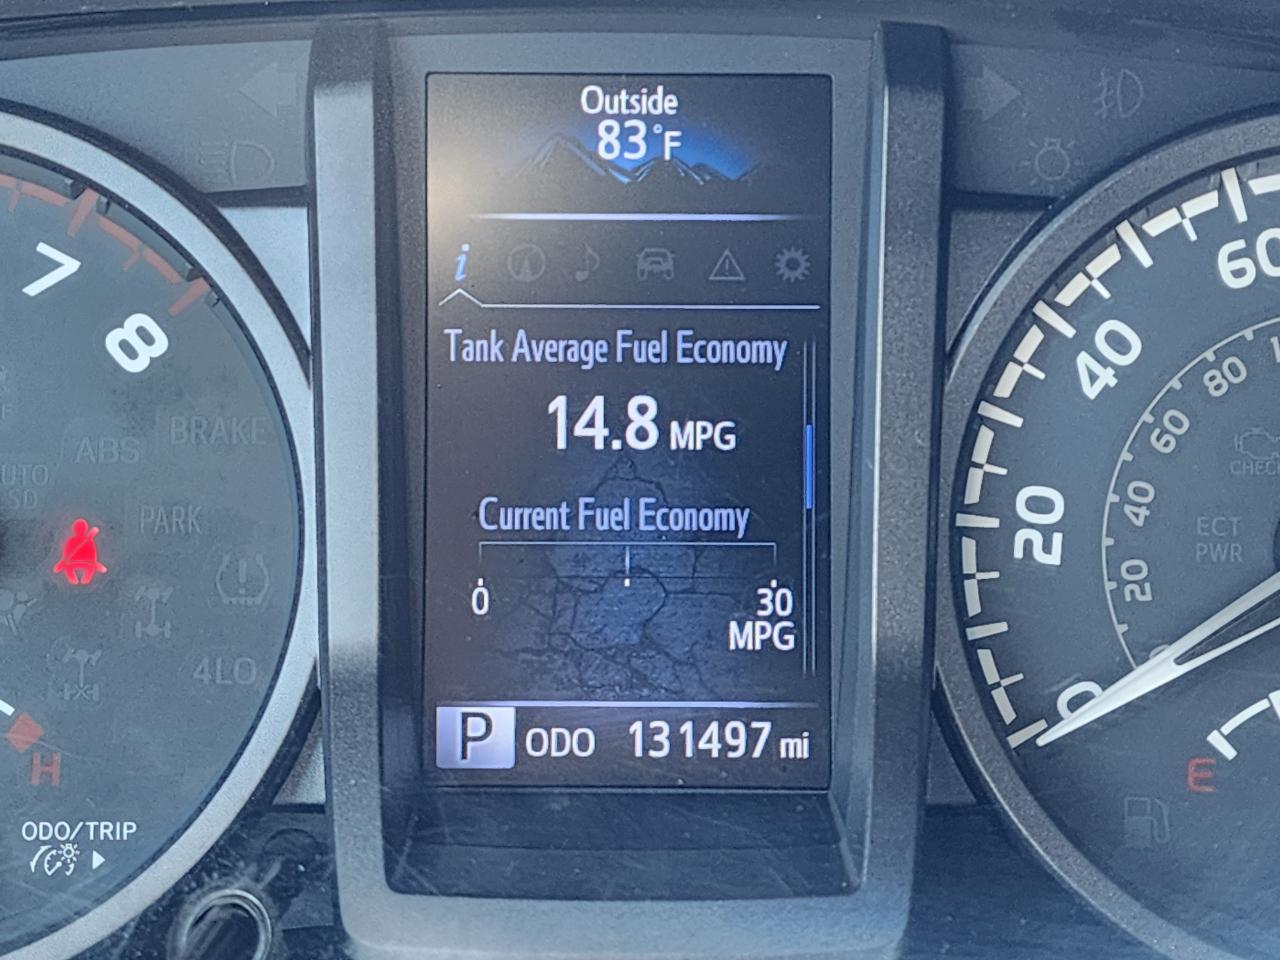 Outside
83°F
i
Tank Average Fuel Economy
14.8 MPG
Current Fuel Economy
0
30
MPG
P ODO 131497 mi
7
8
BRAKE
ABS
PARK
4LO
H
ODO/TRIP
60
40
20
0
80
60
40
20
CHECK
ECT
PWR
E